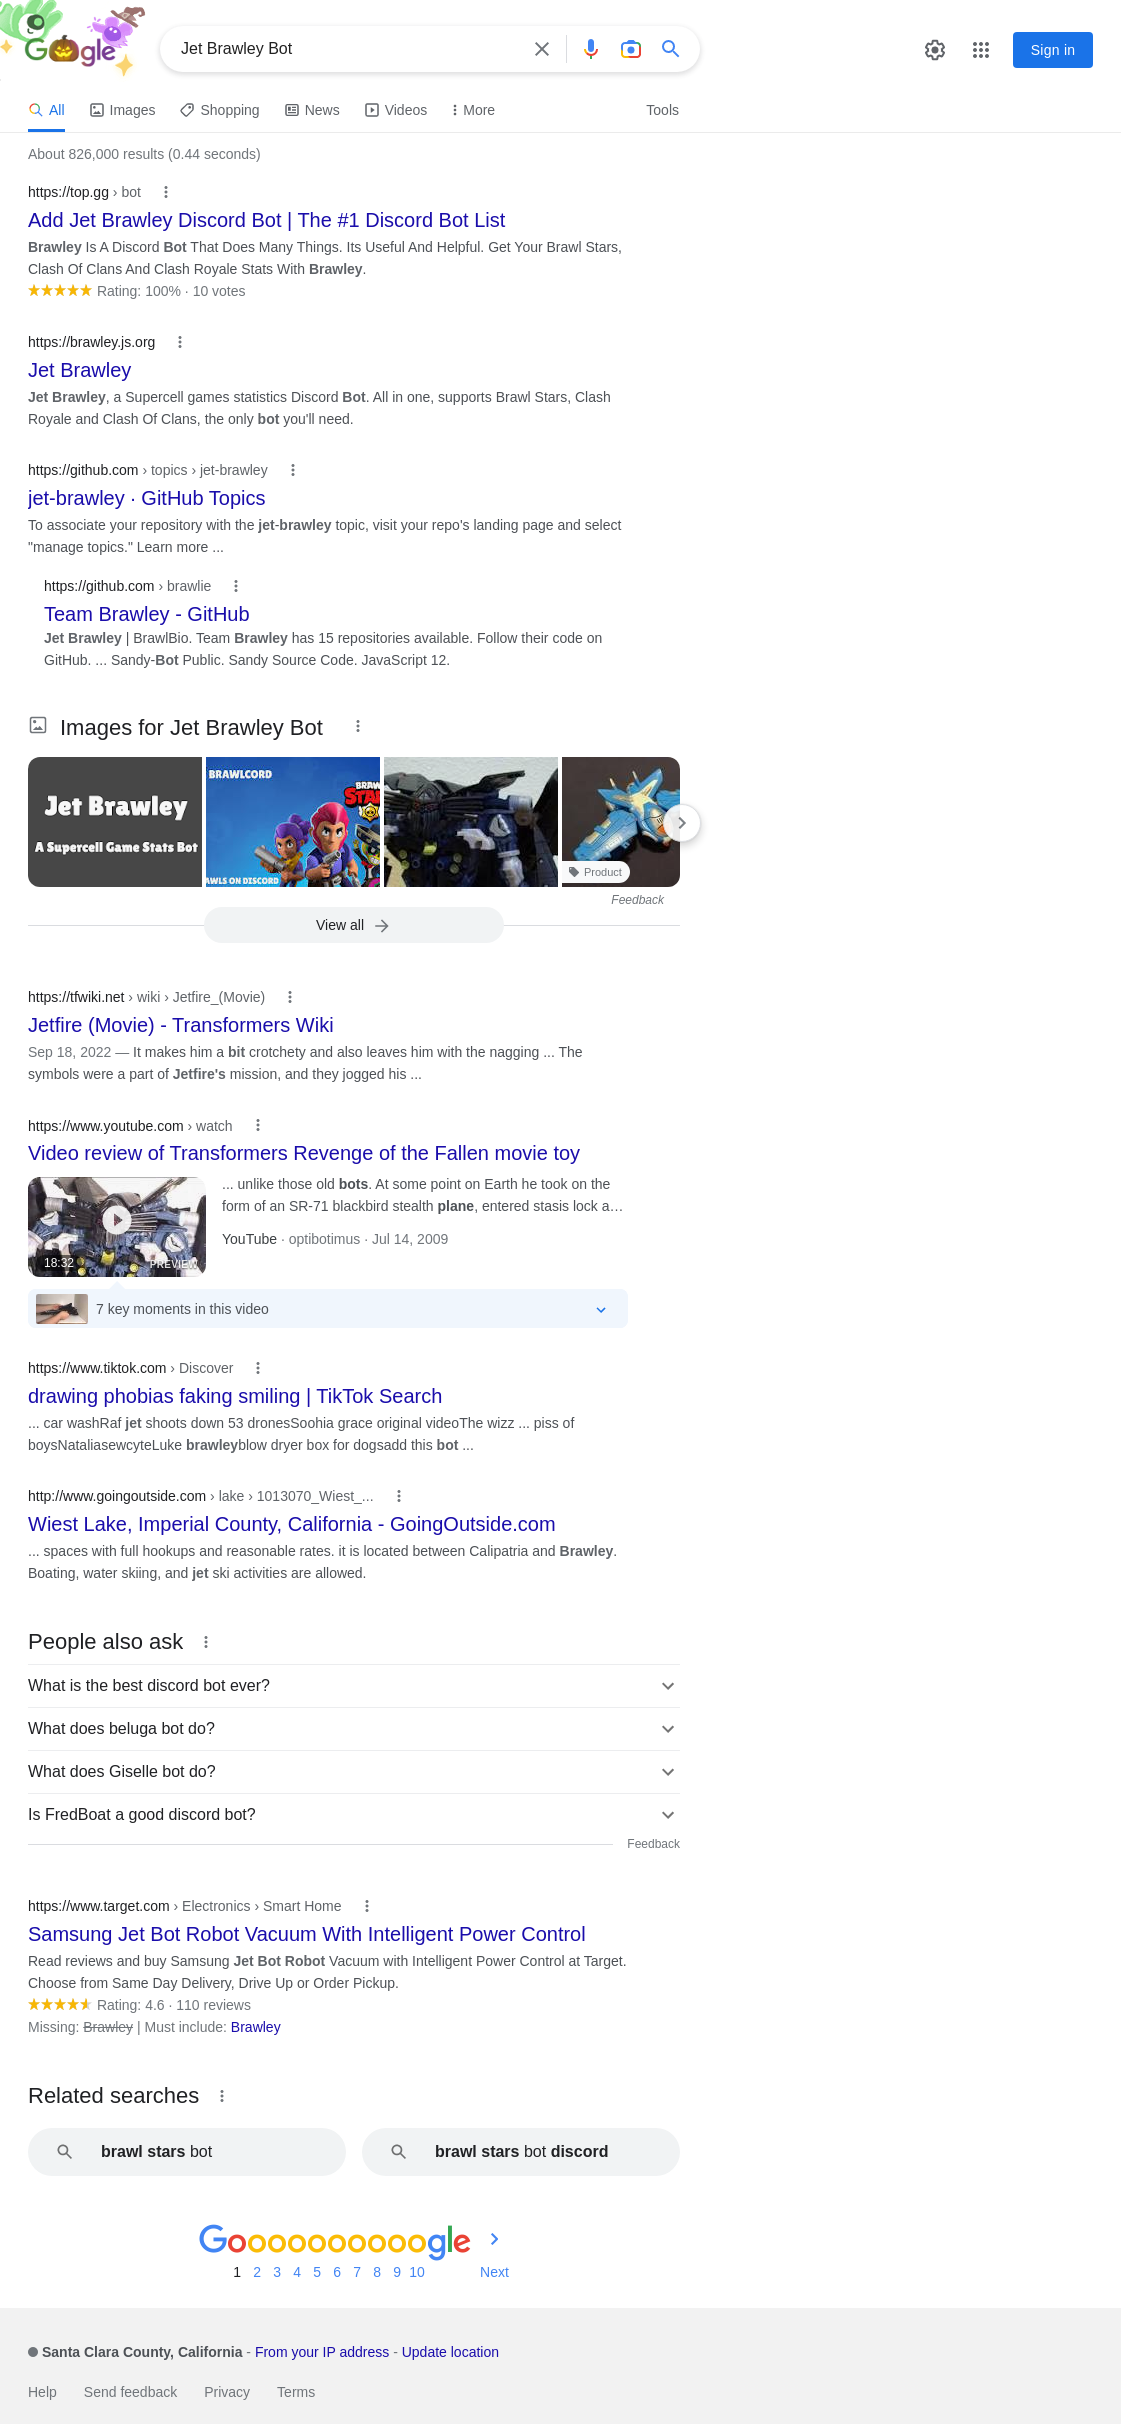 Google
Jet Brawley Bot
Sign in
All
Images
Shopping
News
Videos
More
Tools
About 826,000 results (0.44 seconds)
https://top.gg › bot
Add Jet Brawley Discord Bot | The #1 Discord Bot List
Brawley Is A Discord Bot That Does Many Things. Its Useful And Helpful. Get Your Brawl Stars,
Clash Of Clans And Clash Royale Stats With Brawley.
Rating: 100% · 10 votes
https://brawley.js.org
Jet Brawley
Jet Brawley, a Supercell games statistics Discord Bot. All in one, supports Brawl Stars, Clash
Royale and Clash Of Clans, the only bot you'll need.
https://github.com › topics › jet-brawley
jet-brawley · GitHub Topics
To associate your repository with the jet-brawley topic, visit your repo's landing page and select
"manage topics." Learn more ...
https://github.com › brawlie
Team Brawley - GitHub
Jet Brawley | BrawlBio. Team Brawley has 15 repositories available. Follow their code on
GitHub. ... Sandy-Bot Public. Sandy Source Code. JavaScript 12.
Images for Jet Brawley Bot
Jet Brawley
A Supercell Game Stats Bot
BRAWLCORD
BRAW
STA
AWLS ON DISCORD
Product
Feedback
View all
https://tfwiki.net › wiki › Jetfire_(Movie)
Jetfire (Movie) - Transformers Wiki
Sep 18, 2022 — It makes him a bit crotchety and also leaves him with the nagging ... The
symbols were a part of Jetfire's mission, and they jogged his ...
https://www.youtube.com › watch
Video review of Transformers Revenge of the Fallen movie toy
... unlike those old bots. At some point on Earth he took on the
form of an SR-71 blackbird stealth plane, entered stasis lock a…
YouTube · optibotimus · Jul 14, 2009
18:32
PREVIEW
7 key moments in this video
https://www.tiktok.com › Discover
drawing phobias faking smiling | TikTok Search
... car washRaf jet shoots down 53 dronesSoohia grace original videoThe wizz ... piss of
boysNataliasewcyteLuke brawleyblow dryer box for dogsadd this bot ...
http://www.goingoutside.com › lake › 1013070_Wiest_...
Wiest Lake, Imperial County, California - GoingOutside.com
... spaces with full hookups and reasonable rates. it is located between Calipatria and Brawley.
Boating, water skiing, and jet ski activities are allowed.
People also ask
What is the best discord bot ever?
What does beluga bot do?
What does Giselle bot do?
Is FredBoat a good discord bot?
Feedback
https://www.target.com › Electronics › Smart Home
Samsung Jet Bot Robot Vacuum With Intelligent Power Control
Read reviews and buy Samsung Jet Bot Robot Vacuum with Intelligent Power Control at Target.
Choose from Same Day Delivery, Drive Up or Order Pickup.
Rating: 4.6 · 110 reviews
Missing: Brawley | Must include: Brawley
Related searches
brawl stars bot
brawl stars bot discord
Goooooooooogle
1 2 3 4 5 6 7 8 9 10 Next
Santa Clara County, California - From your IP address - Update location
Help Send feedback Privacy Terms